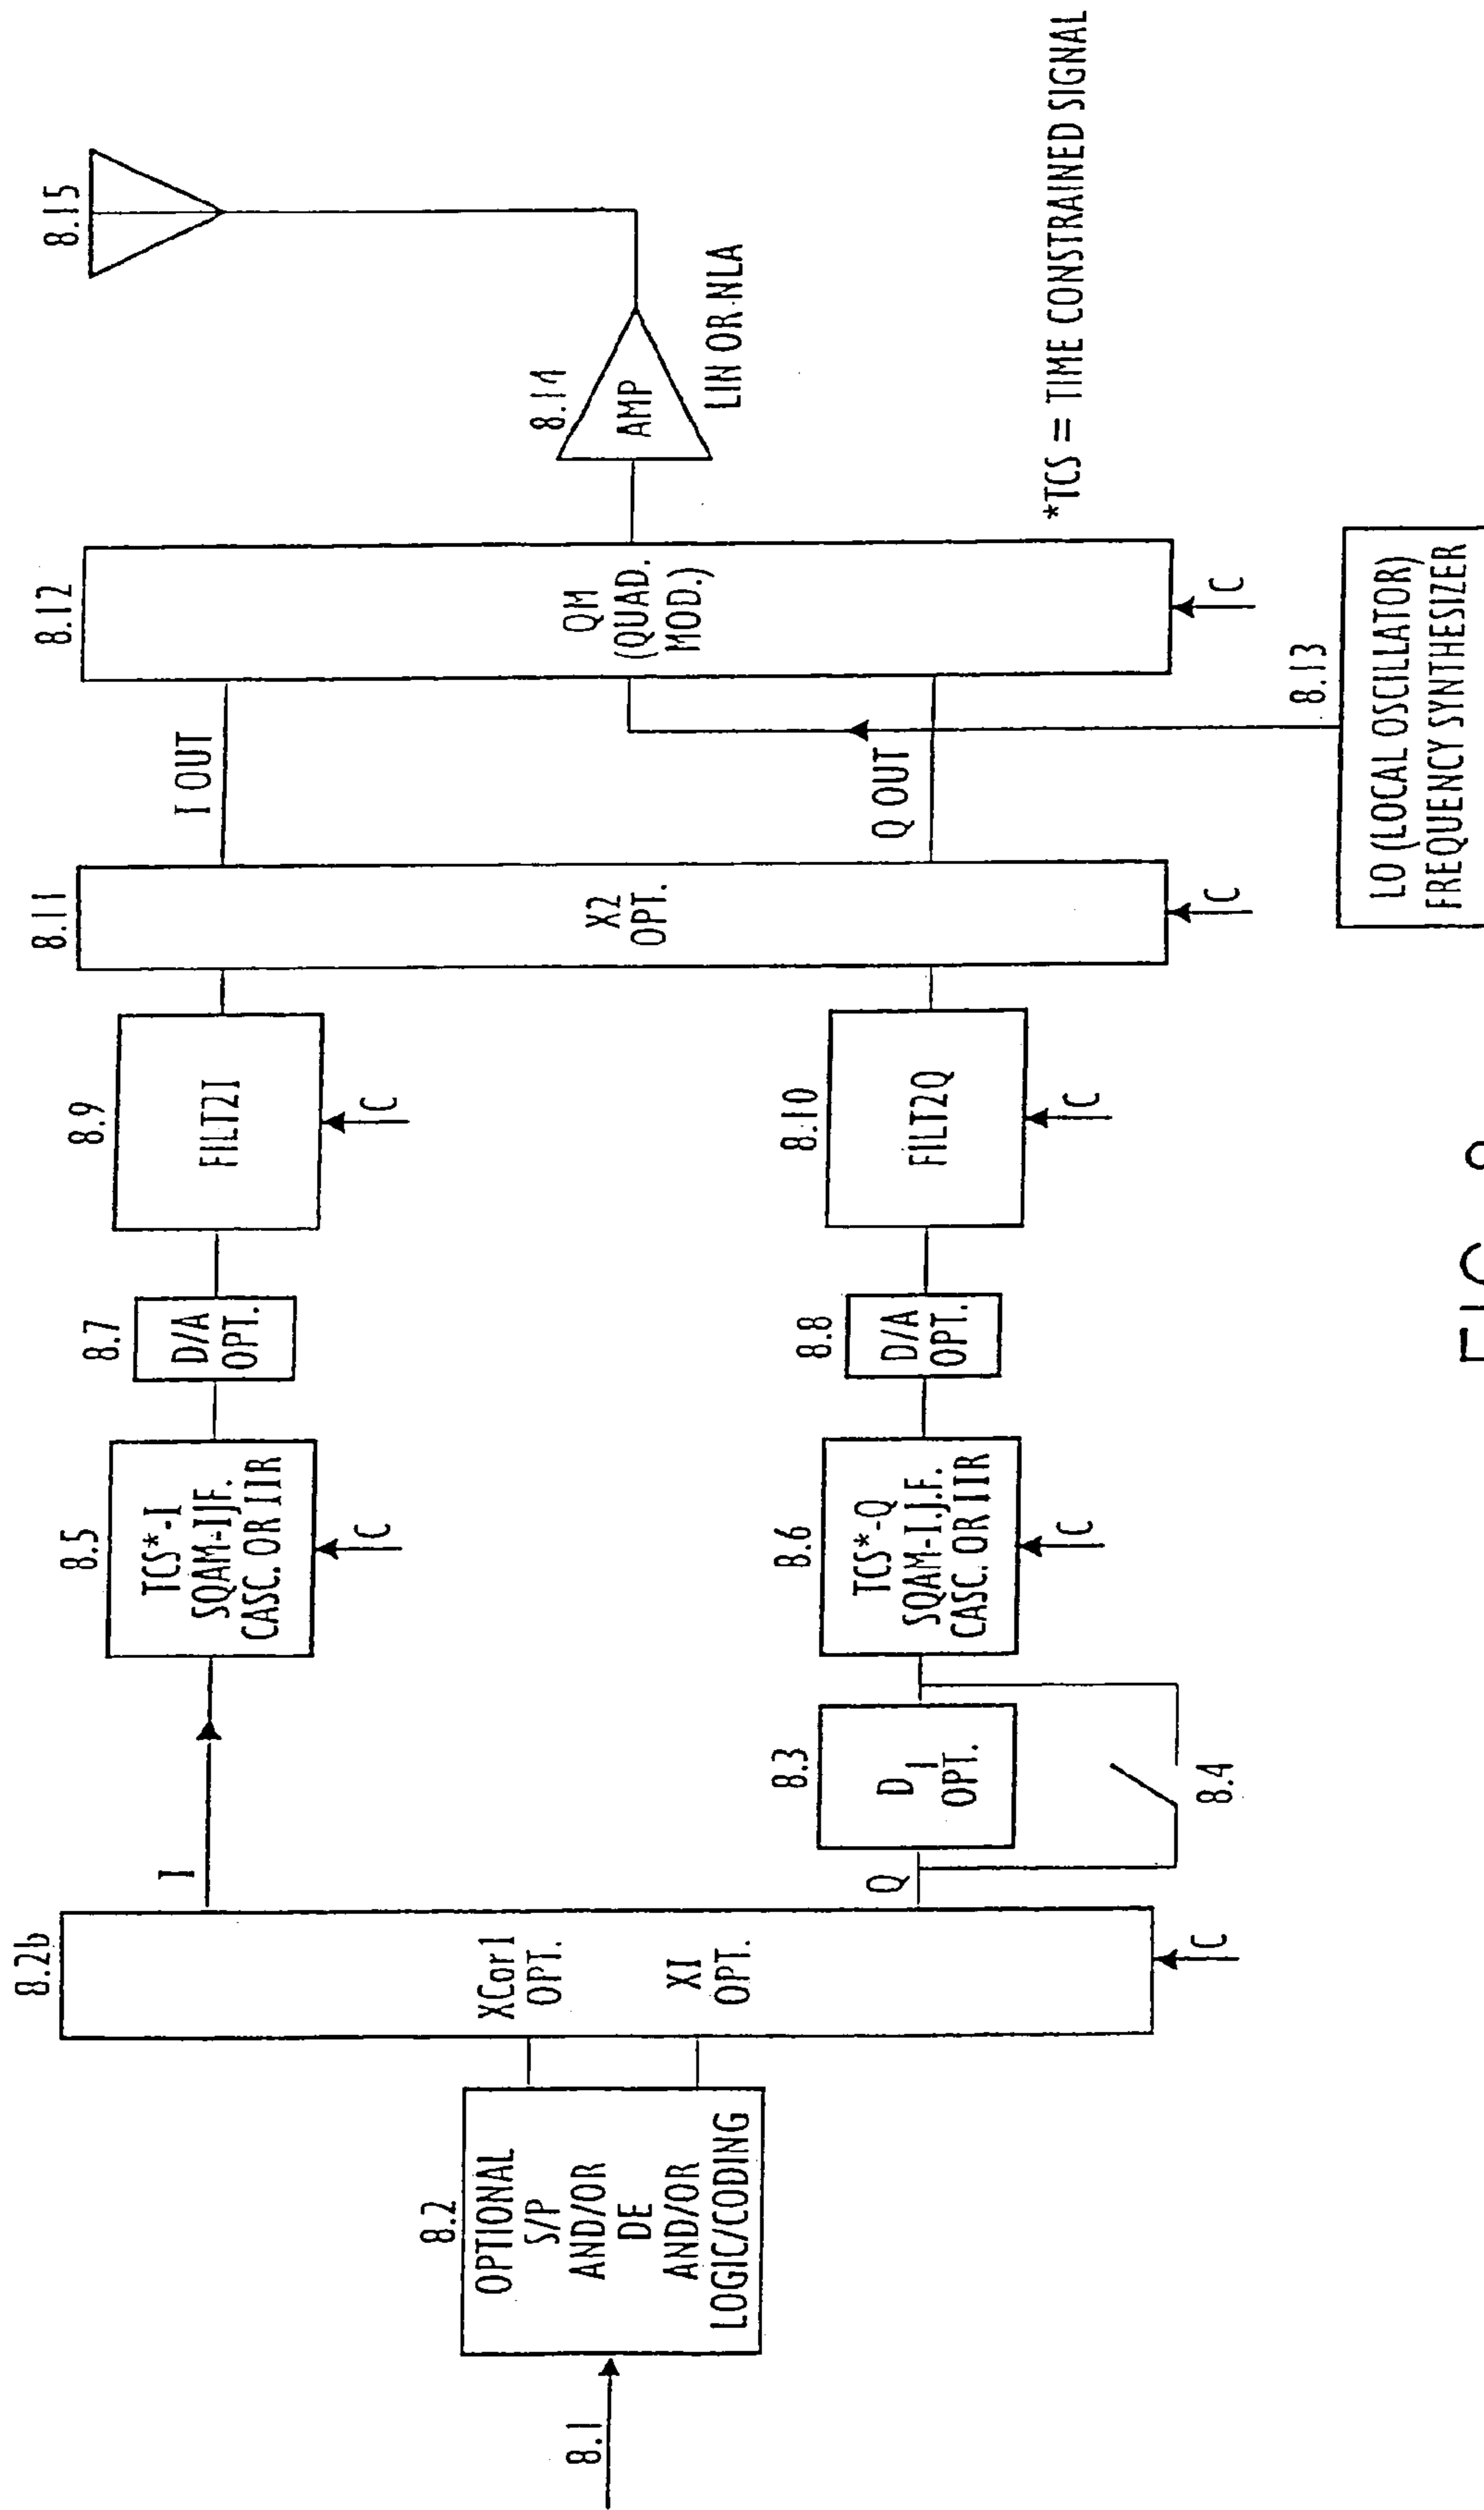 8.1
8.2
OPTIONAL
S/P
AND/OR
DE
AND/OR
LOGIC/CODING
8.2b
XCor1
OPT.
XI
OPT.
C
I
Q
8.3
D 1
OPT.
8.4
8.5
TCS*-I
SQAM-IJF.
CASC. OR IIR
C
8.6
TCS*-Q
SQAM-I.J.F.
CASC. OR IIR
C
8.7
D/A
OPT.
8.8
D/A
OPT.
8.9
FILT2I
C
8.10
FILT2Q
C
8.11
X2
OPT.
C
I OUT
Q OUT
8.12
QM
(QUAD.
MOD.)
C
8.13
LO (LOCAL OSCILLATOR)
FREQUENCY SYNTHESIZER
8.14
AMP
LIN OR NLA
8.15
*TCS = TIME CONSTRAINED SIGNAL